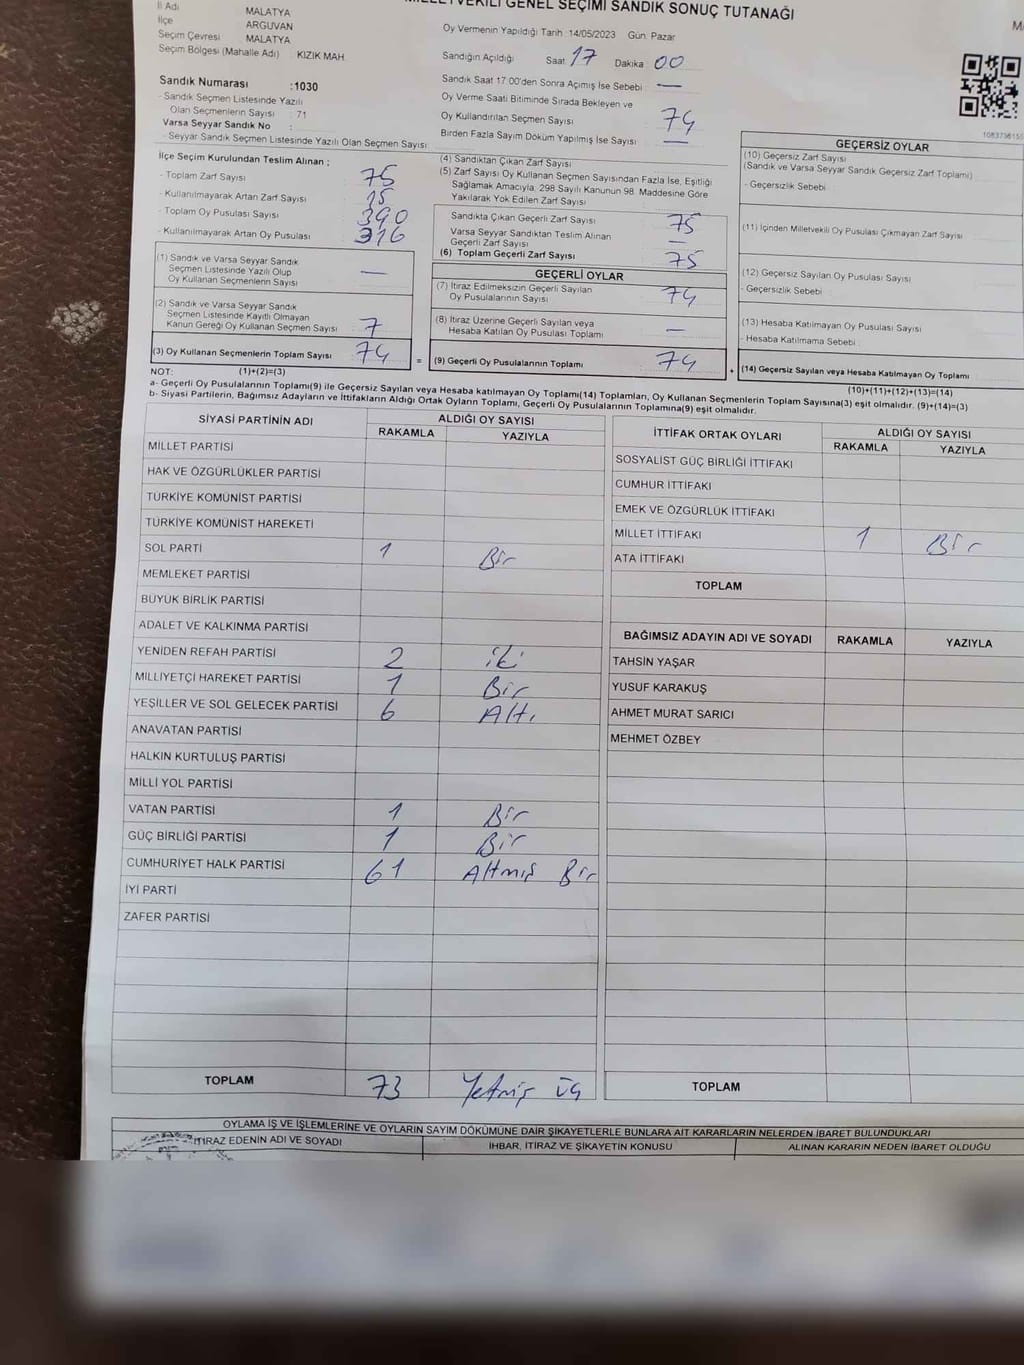 MİLLETVEKİLİ GENEL SEÇİMİ SANDIK SONUÇ TUTANAĞI
İl Adı MALATYA
İlçe ARGUVAN
Seçim Çevresi MALATYA
Seçim Bölgesi (Mahalle Adı) KIZIK MAH.
Oy Vermenin Yapıldığı Tarih :14/05/2023 Gün: Pazar
Sandığın Açıldığı Saat 17 Dakika 00
Sandık Saat 17:00'den Sonra Açımış İse Sebebi —
Oy Verme Saati Bitiminde Sırada Bekleyen ve
Oy Kullandırılan Seçmen Sayısı 74
Birden Fazla Sayım Döküm Yapılmış İse Sayısı —
Sandık Numarası :1030
- Sandık Seçmen Listesinde Yazılı
Olan Seçmenlerin Sayısı : 71
Varsa Seyyar Sandık No :
- Seyyar Sandık Seçmen Listesinde Yazılı Olan Seçmen Sayısı :
İlçe Seçim Kurulundan Teslim Alınan ;
- Toplam Zarf Sayısı 75
- Kullanılmayarak Artan Zarf Sayısı 15
- Toplam Oy Pusulası Sayısı 390
- Kullanılmayarak Artan Oy Pusulası 316
(1) Sandık ve Varsa Seyyar Sandık
Seçmen Listesinde Yazılı Olup
Oy Kullanan Seçmenlerin Sayısı —
(2) Sandık ve Varsa Seyyar Sandık
Seçmen Listesinde Kayıtlı Olmayan
Kanun Gereği Oy Kullanan Seçmen Sayısı 7
(3) Oy Kullanan Seçmenlerin Toplam Sayısı 74
(4) Sandıktan Çıkan Zarf Sayısı
(5) Zarf Sayısı Oy Kullanan Seçmen Sayısından Fazla İse, Eşitliği
Sağlamak Amacıyla, 298 Sayılı Kanunun 98. Maddesine Göre
Yakılarak Yok Edilen Zarf Sayısı
Sandıkta Çıkan Geçerli Zarf Sayısı 75
Varsa Seyyar Sandıktan Teslim Alınan
Geçerli Zarf Sayısı —
(6) Toplam Geçerli Zarf Sayısı 75
GEÇERLİ OYLAR
(7) İtiraz Edilmeksizin Geçerli Sayılan
Oy Pusulalarının Sayısı 74
(8) İtiraz Üzerine Geçerli Sayılan veya
Hesaba Katılan Oy Pusulası Toplamı —
= (9) Geçerli Oy Pusulalarının Toplamı 74
GEÇERSİZ OYLAR
(10) Geçersiz Zarf Sayısı
(Sandık ve Varsa Seyyar Sandık Geçersiz Zarf Toplamı)
- Geçersizlik Sebebi :
(11) İçinden Milletvekili Oy Pusulası Çıkmayan Zarf Sayısı
(12) Geçersiz Sayılan Oy Pusulası Sayısı
- Geçersizlik Sebebi
(13) Hesaba Katılmayan Oy Pusulası Sayısı
- Hesaba Katılmama Sebebi :
+ (14) Geçersiz Sayılan veya Hesaba Katılmayan Oy Pusulası Toplamı
NOT: (1)+(2)=(3) (10)+(11)+(12)+(13)=(14)
a- Geçerli Oy Pusulalarının Toplamı(9) ile Geçersiz Sayılan veya Hesaba katılmayan Oy Toplamı(14) Toplamları, Oy Kullanan Seçmenlerin Toplam Sayısına(3) eşit olmalıdır. (9)+(14)=(3)
b- Siyasi Partilerin, Bağımsız Adayların ve İttifakların Aldığı Ortak Oyların Toplamı, Geçerli Oy Pusulalarının Toplamına(9) eşit olmalıdır.
SİYASİ PARTİNİN ADI ALDIĞI OY SAYISI
RAKAMLA YAZIYLA
MİLLET PARTİSİ
HAK VE ÖZGÜRLÜKLER PARTİSİ
TÜRKİYE KOMÜNİST PARTİSİ
TÜRKİYE KOMÜNİST HAREKETİ
SOL PARTİ 1 Bir
MEMLEKET PARTİSİ
BÜYÜK BİRLİK PARTİSİ
ADALET VE KALKINMA PARTİSİ
YENİDEN REFAH PARTİSİ 2 iki
MİLLİYETÇİ HAREKET PARTİSİ 1 Bir
YEŞİLLER VE SOL GELECEK PARTİSİ 6 Altı
ANAVATAN PARTİSİ
HALKIN KURTULUŞ PARTİSİ
MİLLİ YOL PARTİSİ
VATAN PARTİSİ 1 Bir
GÜÇ BİRLİĞİ PARTİSİ 1 Bir
CUMHURİYET HALK PARTİSİ 61 Altmış Bir
İYİ PARTİ
ZAFER PARTİSİ
TOPLAM 73 Yetmiş üç
İTTİFAK ORTAK OYLARI ALDIĞI OY SAYISI
RAKAMLA YAZIYLA
SOSYALİST GÜÇ BİRLİĞİ İTTİFAKI
CUMHUR İTTİFAKI
EMEK VE ÖZGÜRLÜK İTTİFAKI
MİLLET İTTİFAKI 1 Bir
ATA İTTİFAKI
TOPLAM
BAĞIMSIZ ADAYIN ADI VE SOYADI RAKAMLA YAZIYLA
TAHSİN YAŞAR
YUSUF KARAKUŞ
AHMET MURAT SARICI
MEHMET ÖZBEY
TOPLAM
OYLAMA İŞ VE İŞLEMLERİNE VE OYLARIN SAYIM DÖKÜMÜNE DAİR ŞİKAYETLERLE BUNLARA AİT KARARLARIN NELERDEN İBARET BULUNDUKLARI
İTİRAZ EDENİN ADI VE SOYADI İHBAR, İTİRAZ VE ŞİKAYETİN KONUSU ALINAN KARARIN NEDEN İBARET OLDUĞU